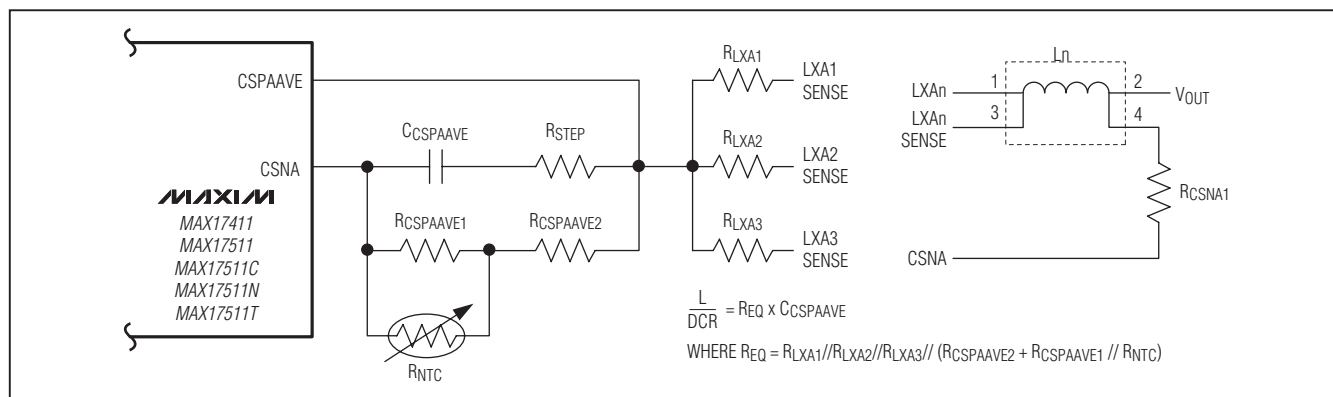 CSPAAVE
CSNA
MAXIM
MAX17411
MAX17511
MAX17511C
MAX17511N
MAX17511T
CCSPAAVE
RSTEP
RCSPAAVE1
RCSPAAVE2
RNTC
RLXA1
LXA1
SENSE
RLXA2
LXA2
SENSE
RLXA3
LXA3
SENSE
Ln
LXAn
1
2
VOUT
LXAn
SENSE
3
4
RCSNA1
CSNA
L
DCR
= REQ x CCSPAAVE
WHERE REQ = RLXA1//RLXA2//RLXA3// (RCSPAAVE2 + RCSPAAVE1 // RNTC)